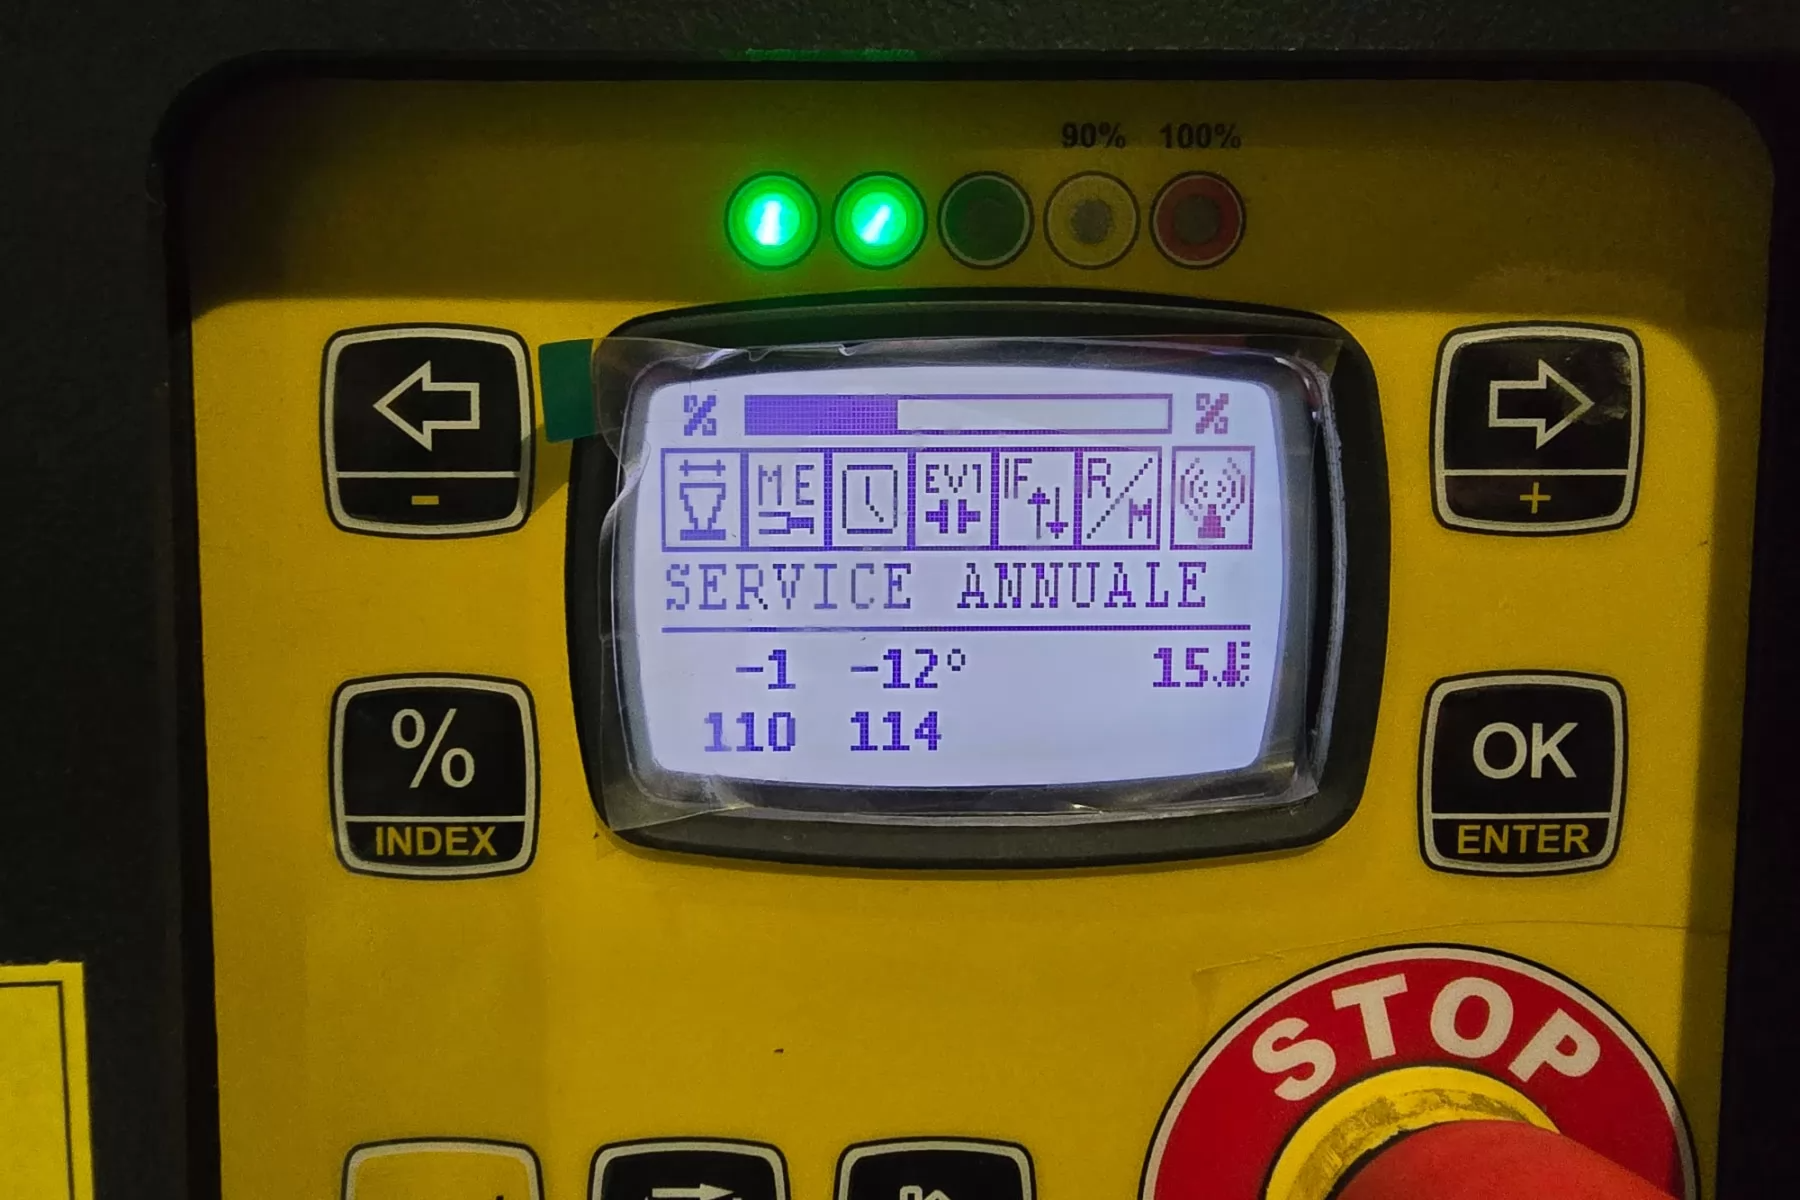 90% 100%
-
+
% %
ME EV1 IF R/M
SERVICE ANNUALE
-1 -12° 15
110 114
%
INDEX
OK
ENTER
STOP